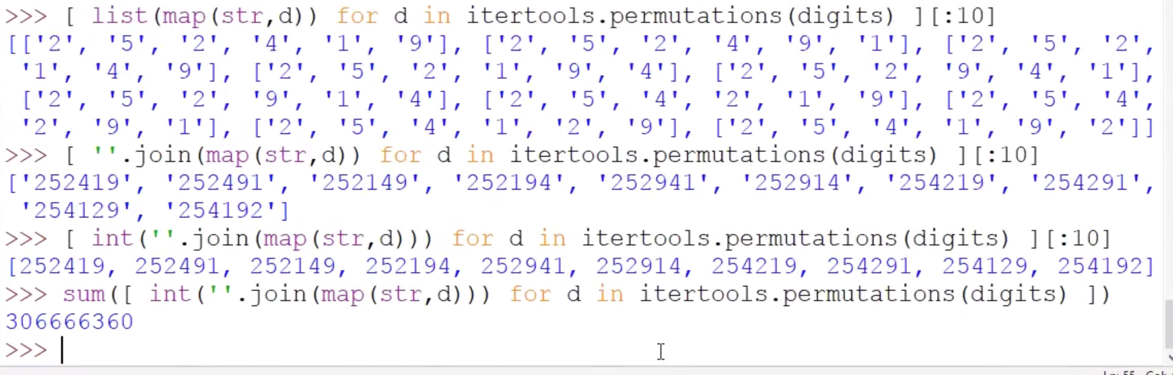 >>> [ list(map(str,d)) for d in itertools.permutations(digits) ][:10]
[['2', '5', '2', '4', '1', '9'], ['2', '5', '2', '4', '9', '1'], ['2', '5', '2',
'1', '4', '9'], ['2', '5', '2', '1', '9', '4'], ['2', '5', '2', '9', '4', '1'],
['2', '5', '2', '9', '1', '4'], ['2', '5', '4', '2', '1', '9'], ['2', '5', '4',
'2', '9', '1'], ['2', '5', '4', '1', '2', '9'], ['2', '5', '4', '1', '9', '2']]
>>> [ ''.join(map(str,d)) for d in itertools.permutations(digits) ][:10]
['252419', '252491', '252149', '252194', '252941', '252914', '254219', '254291',
'254129', '254192']
>>> [ int(''.join(map(str,d))) for d in itertools.permutations(digits) ][:10]
[252419, 252491, 252149, 252194, 252941, 252914, 254219, 254291, 254129, 254192]
>>> sum([ int(''.join(map(str,d))) for d in itertools.permutations(digits) ])
306666360
>>>